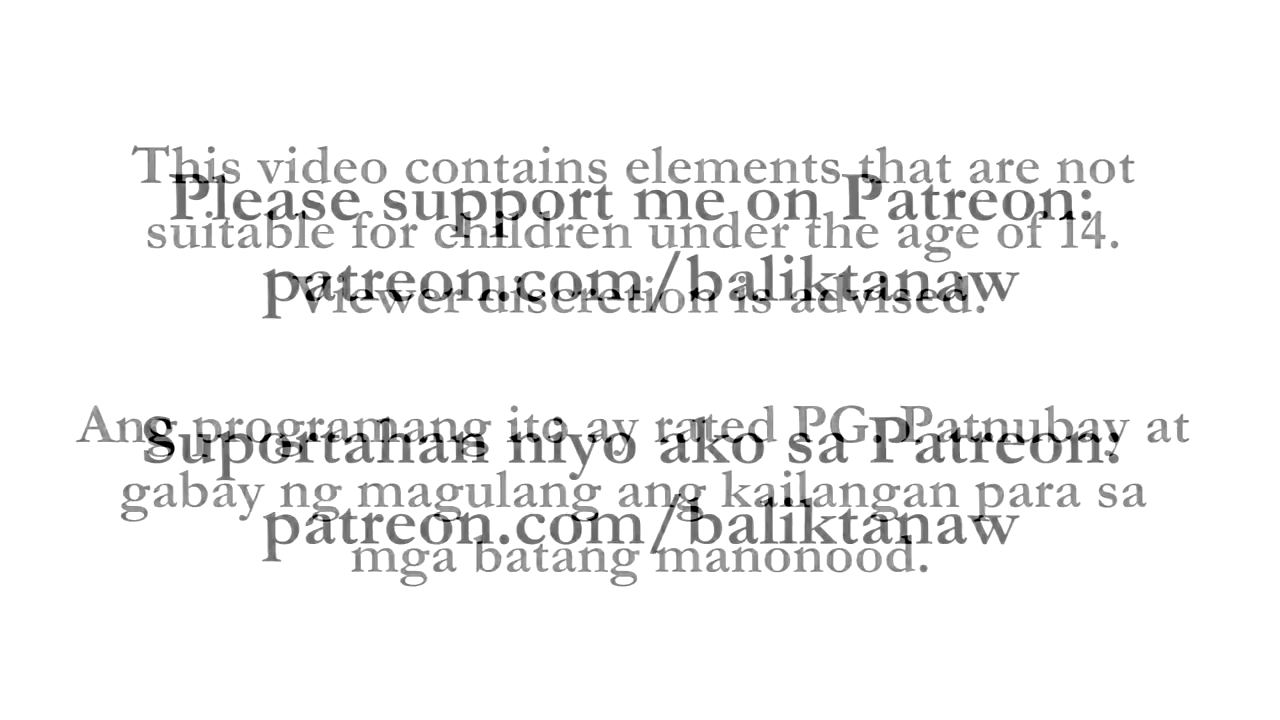 This video contains elements that are not
Please support me on Patreon:
suitable for children under the age of 14.
patreon.com/baliktanaw
Viewer discretion is advised.
Ang programang ito ay rated PG. Patnubay at
Suportahan niyo ako sa Patreon:
gabay ng magulang ang kailangan para sa
patreon.com/baliktanaw
mga batang manonood.